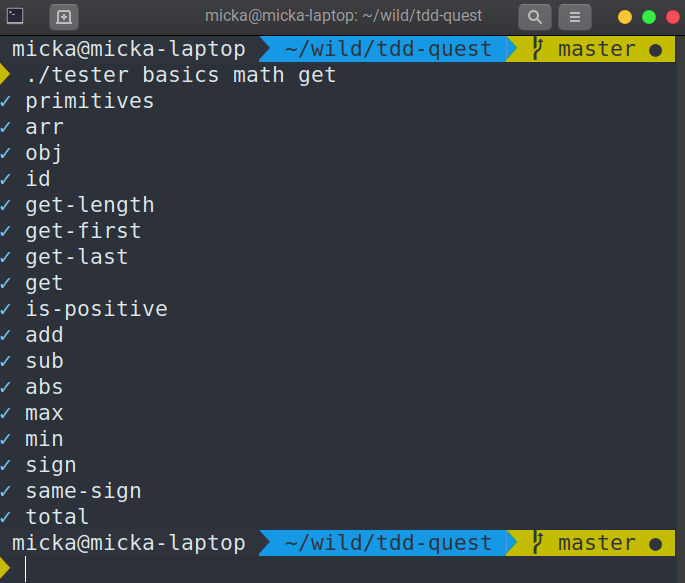 micka@micka-laptop: ~/wild/tdd-quest
micka@micka-laptop ~/wild/tdd-quest master ●
./tester basics math get
✓ primitives
✓ arr
✓ obj
✓ id
✓ get-length
✓ get-first
✓ get-last
✓ get
✓ is-positive
✓ add
✓ sub
✓ abs
✓ max
✓ min
✓ sign
✓ same-sign
✓ total
micka@micka-laptop ~/wild/tdd-quest master ●